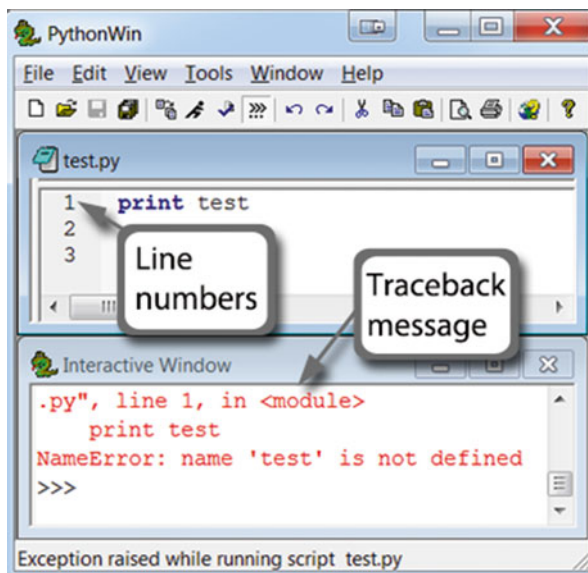 PythonWin
File Edit View Tools Window Help
test.py
1 print test
2
3
Line
numbers
Traceback
message
Interactive Window
.py", line 1, in <module>
print test
NameError: name 'test' is not defined
>>>
Exception raised while running script test.py